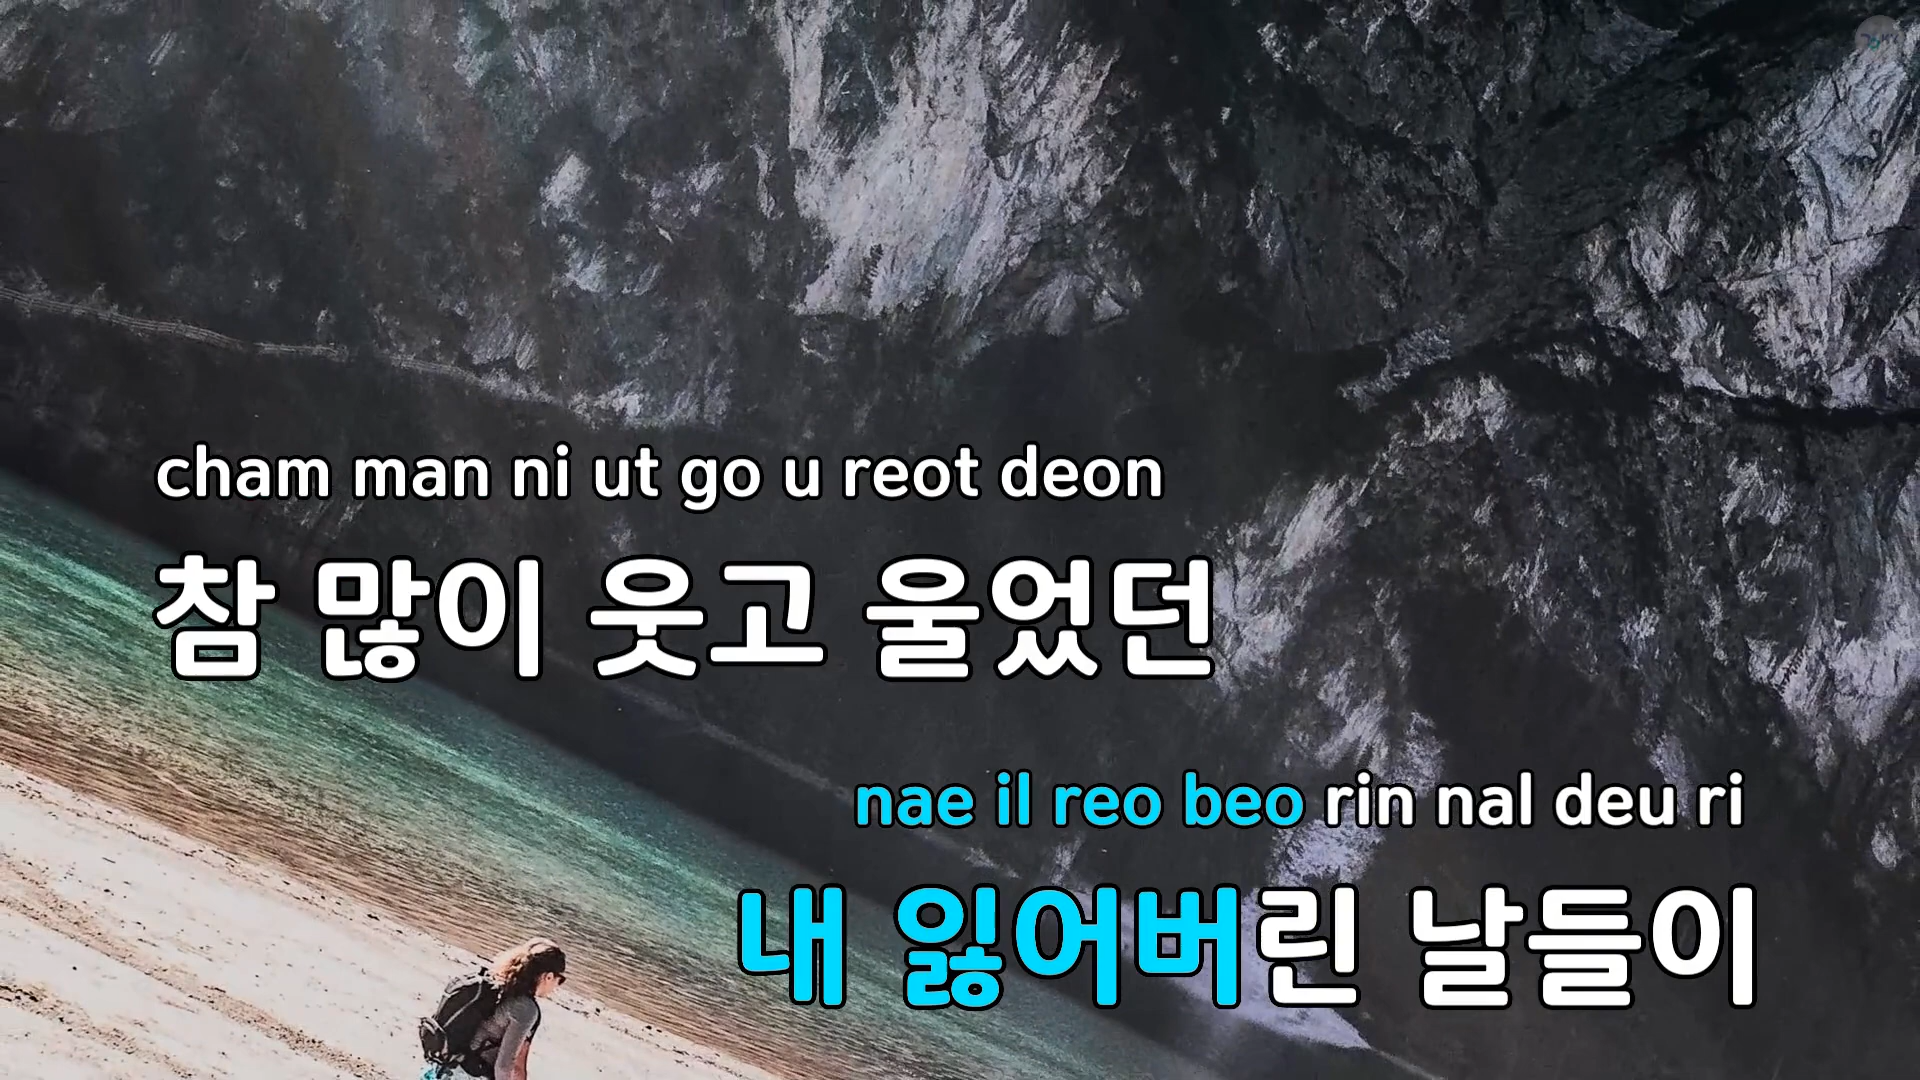 cham man ni ut go u reot deon
참 많이 웃고 울었던
nae il reo beo rin nal deu ri
내 잃어버린 날들이